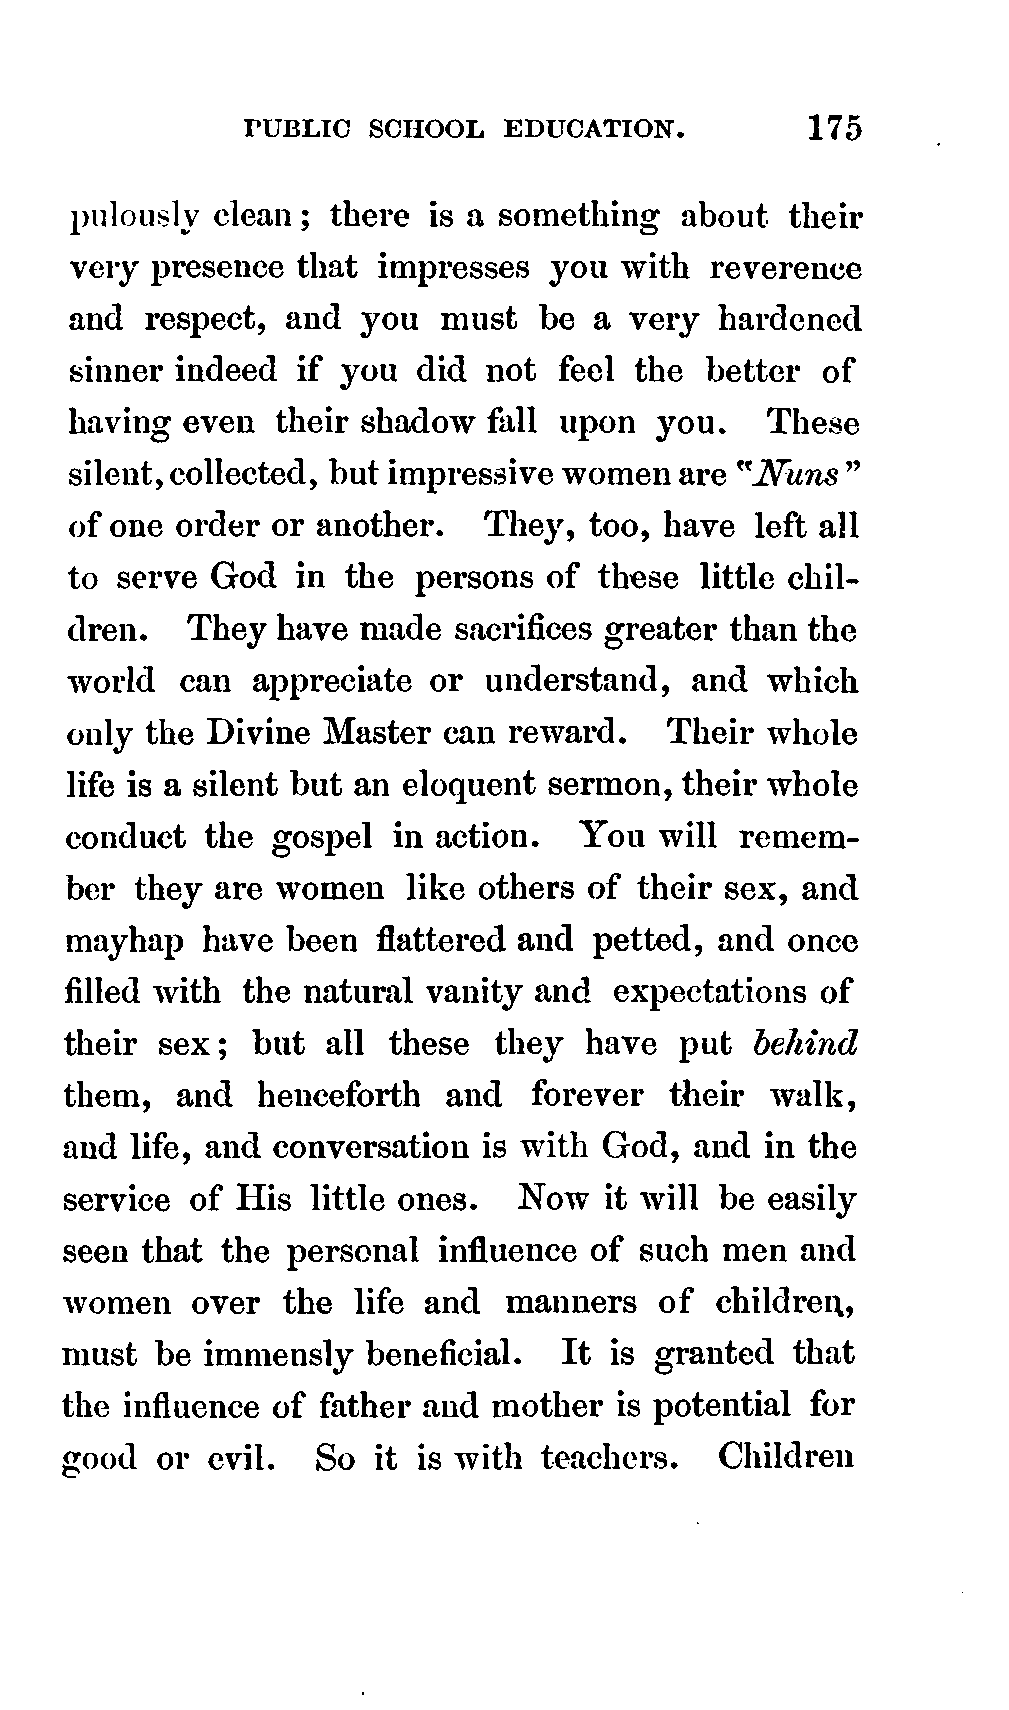 PUBLIC SCHOOL EDUCATION. 175
pulously clean; there is a something about their
very presence that impresses you with reverence
and respect, and you must be a very hardened
sinner indeed if you did not feel the better of
having even their shadow fall upon you. These
silent, collected, but impressive women are "Nuns"
of one order or another. They, too, have left all
to serve God in the persons of these little chil-
dren. They have made sacrifices greater than the
world can appreciate or understand, and which
only the Divine Master can reward. Their whole
life is a silent but an eloquent sermon, their whole
conduct the gospel in action. You will remem-
ber they are women like others of their sex, and
mayhap have been flattered and petted, and once
filled with the natural vanity and expectations of
their sex; but all these they have put behind
them, and henceforth and forever their walk,
and life, and conversation is with God, and in the
service of His little ones. Now it will be easily
seen that the personal influence of such men and
women over the life and manners of children,
must be immensly beneficial. It is granted that
the influence of father and mother is potential for
good or evil. So it is with teachers. Children